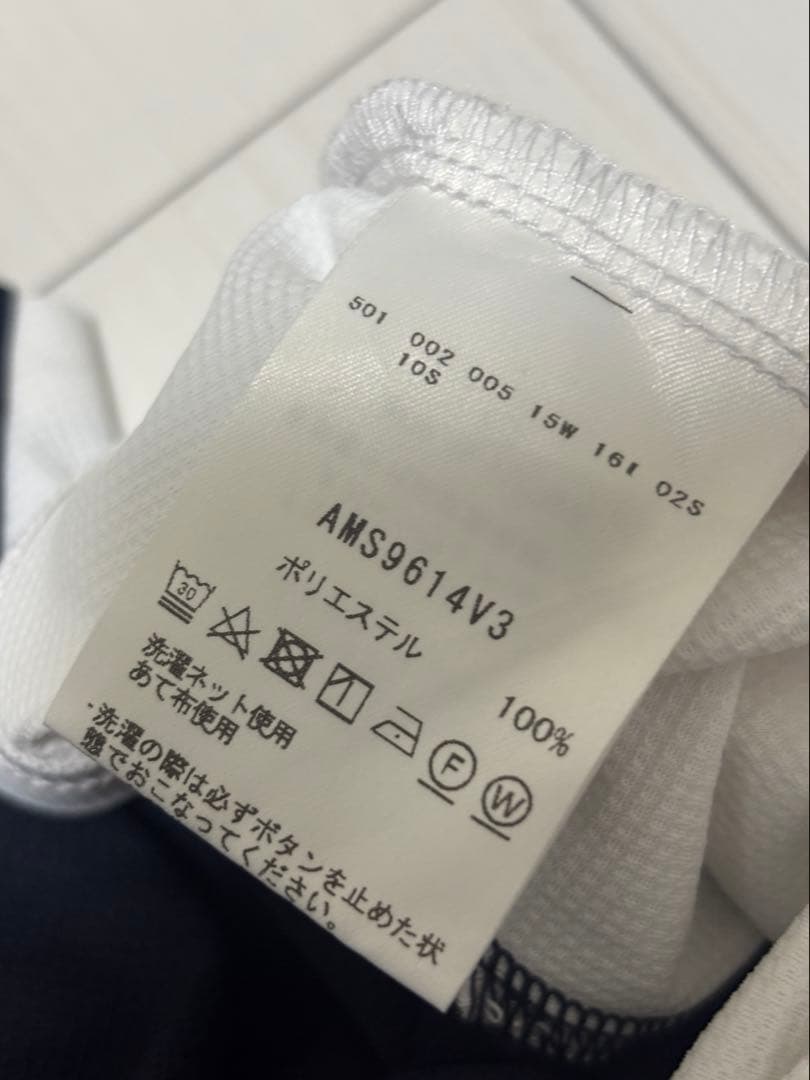 501 002 005 15W 161 02S
10S
AMS9614V3
ポリエステル 100%
30
F W
洗濯ネット使用
あて布使用
・洗濯の際は必ずボタンを止めた状
態でおこなってください。